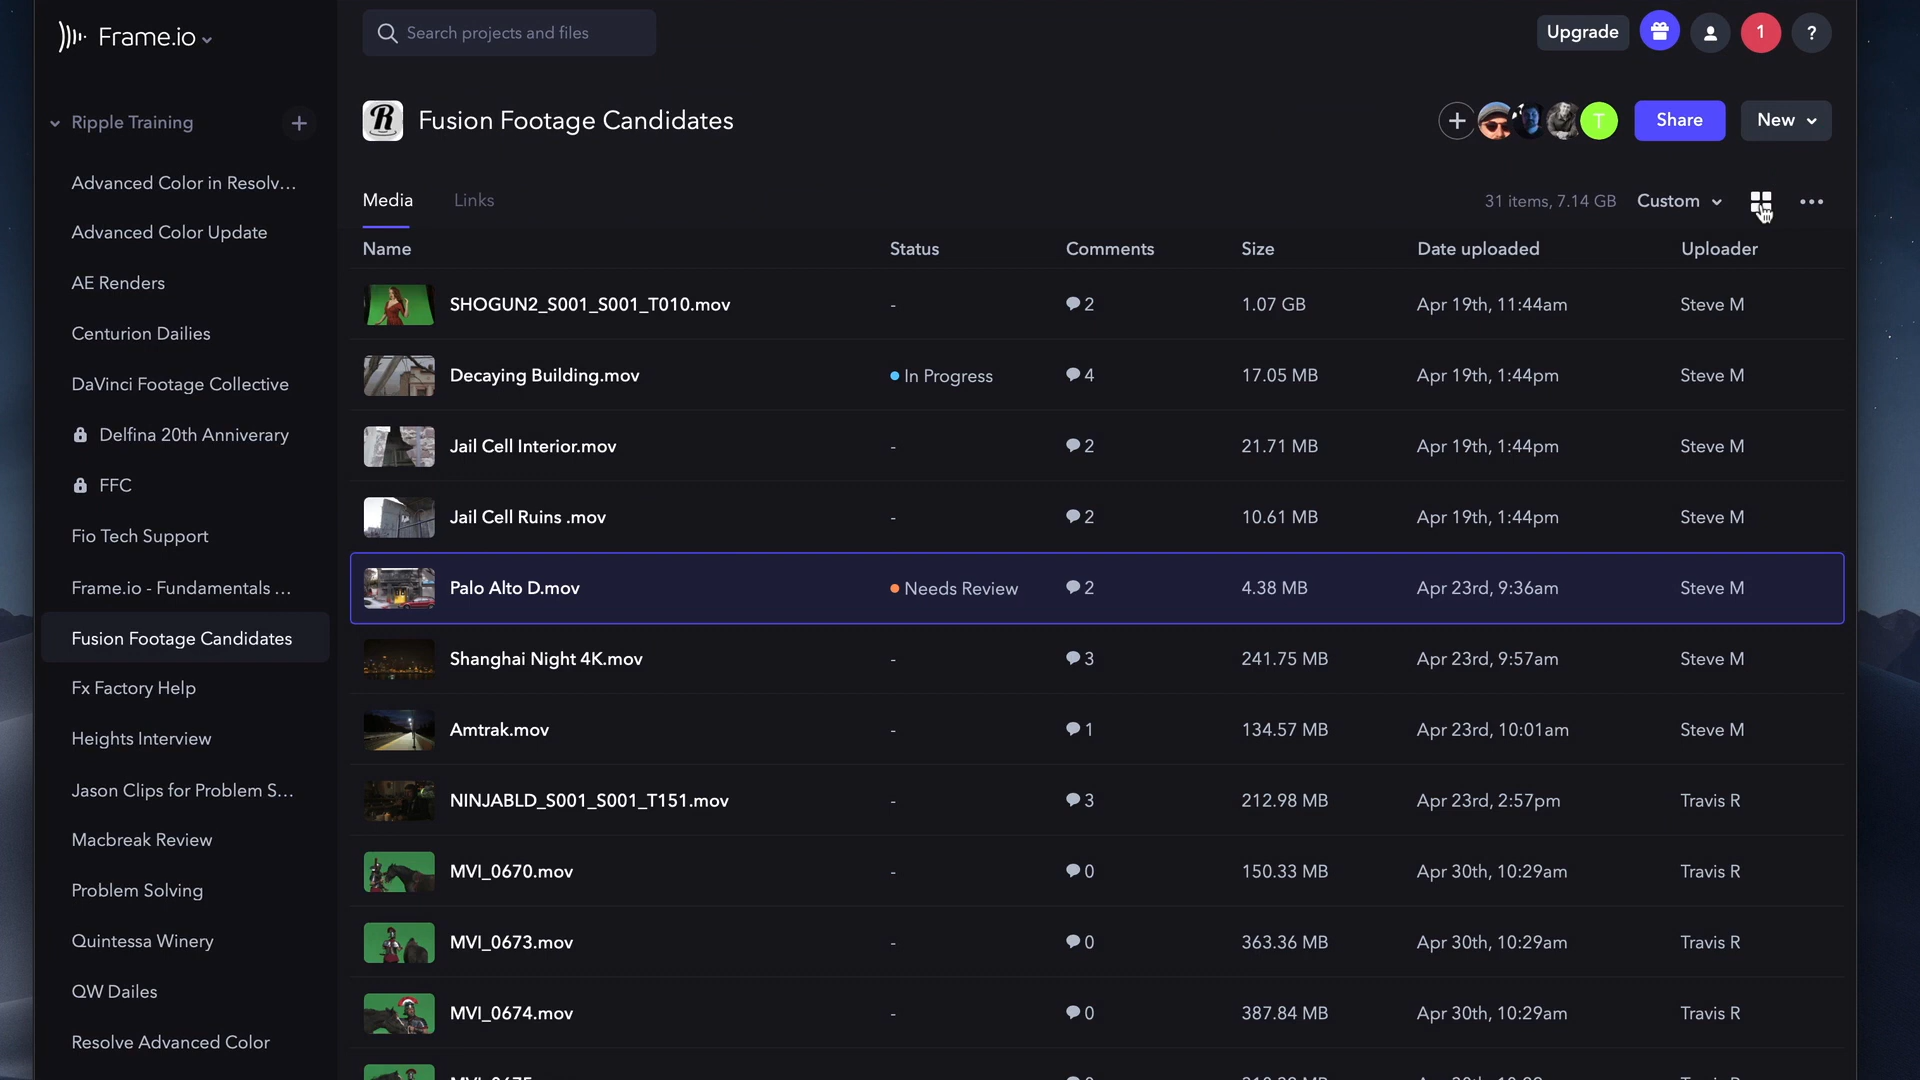 Frame.io
Search projects and files
Upgrade
1
?
Ripple Training
Fusion Footage Candidates
T
Share
New
Advanced Color in Resolv...
Advanced Color Update
AE Renders
Centurion Dailies
DaVinci Footage Collective
Delfina 20th Anniverary
FFC
Fio Tech Support
Frame.io - Fundamentals ...
Fusion Footage Candidates
Fx Factory Help
Heights Interview
Jason Clips for Problem S...
Macbreak Review
Problem Solving
Quintessa Winery
QW Dailes
Resolve Advanced Color
Media Links 31 items, 7.14 GB Custom
Name Status Comments Size Date uploaded Uploader
SHOGUN2_S001_S001_T010.mov - 2 1.07 GB Apr 19th, 11:44am Steve M
Decaying Building.mov In Progress 4 17.05 MB Apr 19th, 1:44pm Steve M
Jail Cell Interior.mov - 2 21.71 MB Apr 19th, 1:44pm Steve M
Jail Cell Ruins .mov - 2 10.61 MB Apr 19th, 1:44pm Steve M
Palo Alto D.mov Needs Review 2 4.38 MB Apr 23rd, 9:36am Steve M
Shanghai Night 4K.mov - 3 241.75 MB Apr 23rd, 9:57am Steve M
Amtrak.mov - 1 134.57 MB Apr 23rd, 10:01am Steve M
NINJABLD_S001_S001_T151.mov - 3 212.98 MB Apr 23rd, 2:57pm Travis R
MVI_0670.mov - 0 150.33 MB Apr 30th, 10:29am Travis R
MVI_0673.mov - 0 363.36 MB Apr 30th, 10:29am Travis R
MVI_0674.mov - 0 387.84 MB Apr 30th, 10:29am Travis R